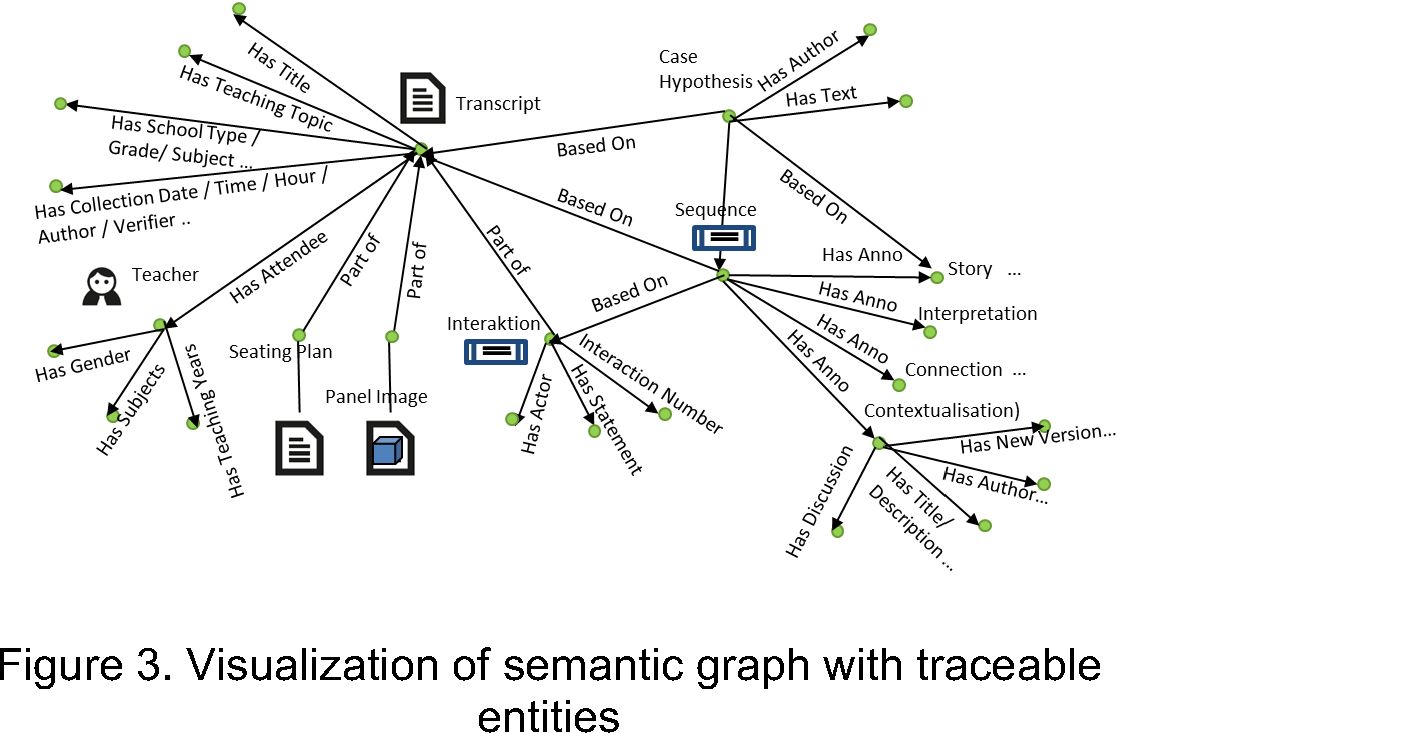 Has Title
Has Teaching Topic
Has School Type /
Grade/ Subject ...
Has Collection Date / Time / Hour /
Author / Verifier ..
Transcript
Case
Hypothesis
Has Author
Has Text
Based On
Based On
Based On
Sequence
Has Attendee
Part of
Part of
Part of
Teacher
Has Gender
Has Subjects
Has Teaching Years
Seating Plan
Panel Image
Interaktion
Based On
Has Actor
Has Statement
Interaction Number
Has Anno
Story ...
Has Anno
Interpretation
Has Anno
Connection ...
Has Anno
Contextualisation)
Has New Version...
Has Author...
Has Title/
Description ...
Has Discussion
Figure 3. Visualization of semantic graph with traceable
entities